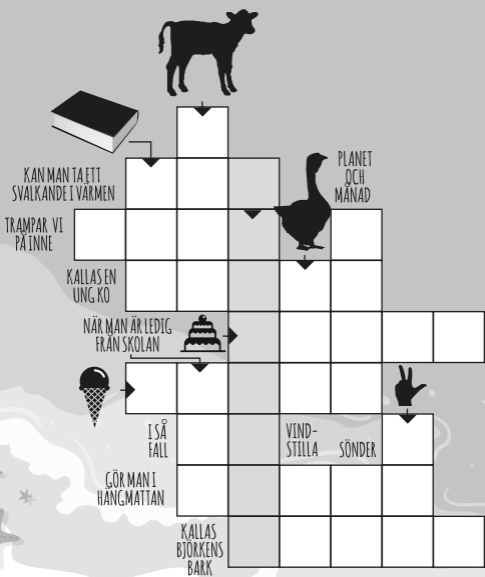 KAN MAN TA ETT
SVALKANDE I VÄRMEN
PLANET
OCH
MÅNAD
TRAMPAR VI
PÅ INNE
KALLAS EN
UNG KO
NÄR MAN ÄR LEDIG
FRÅN SKOLAN
I SÅ
FALL
VIND-
STILLA
SÖNDER
GÖR MAN I
HÄNGMATTAN
KALLAS
BJÖRKENS
BARK